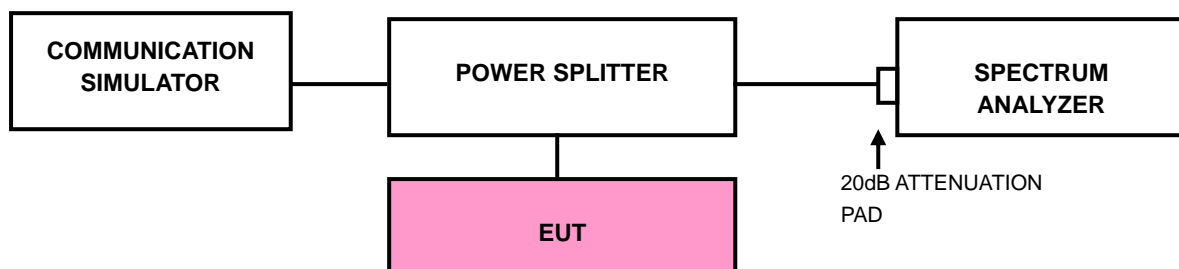 COMMUNICATION
SIMULATOR
POWER SPLITTER
SPECTRUM
ANALYZER
20dB ATTENUATION
PAD
EUT